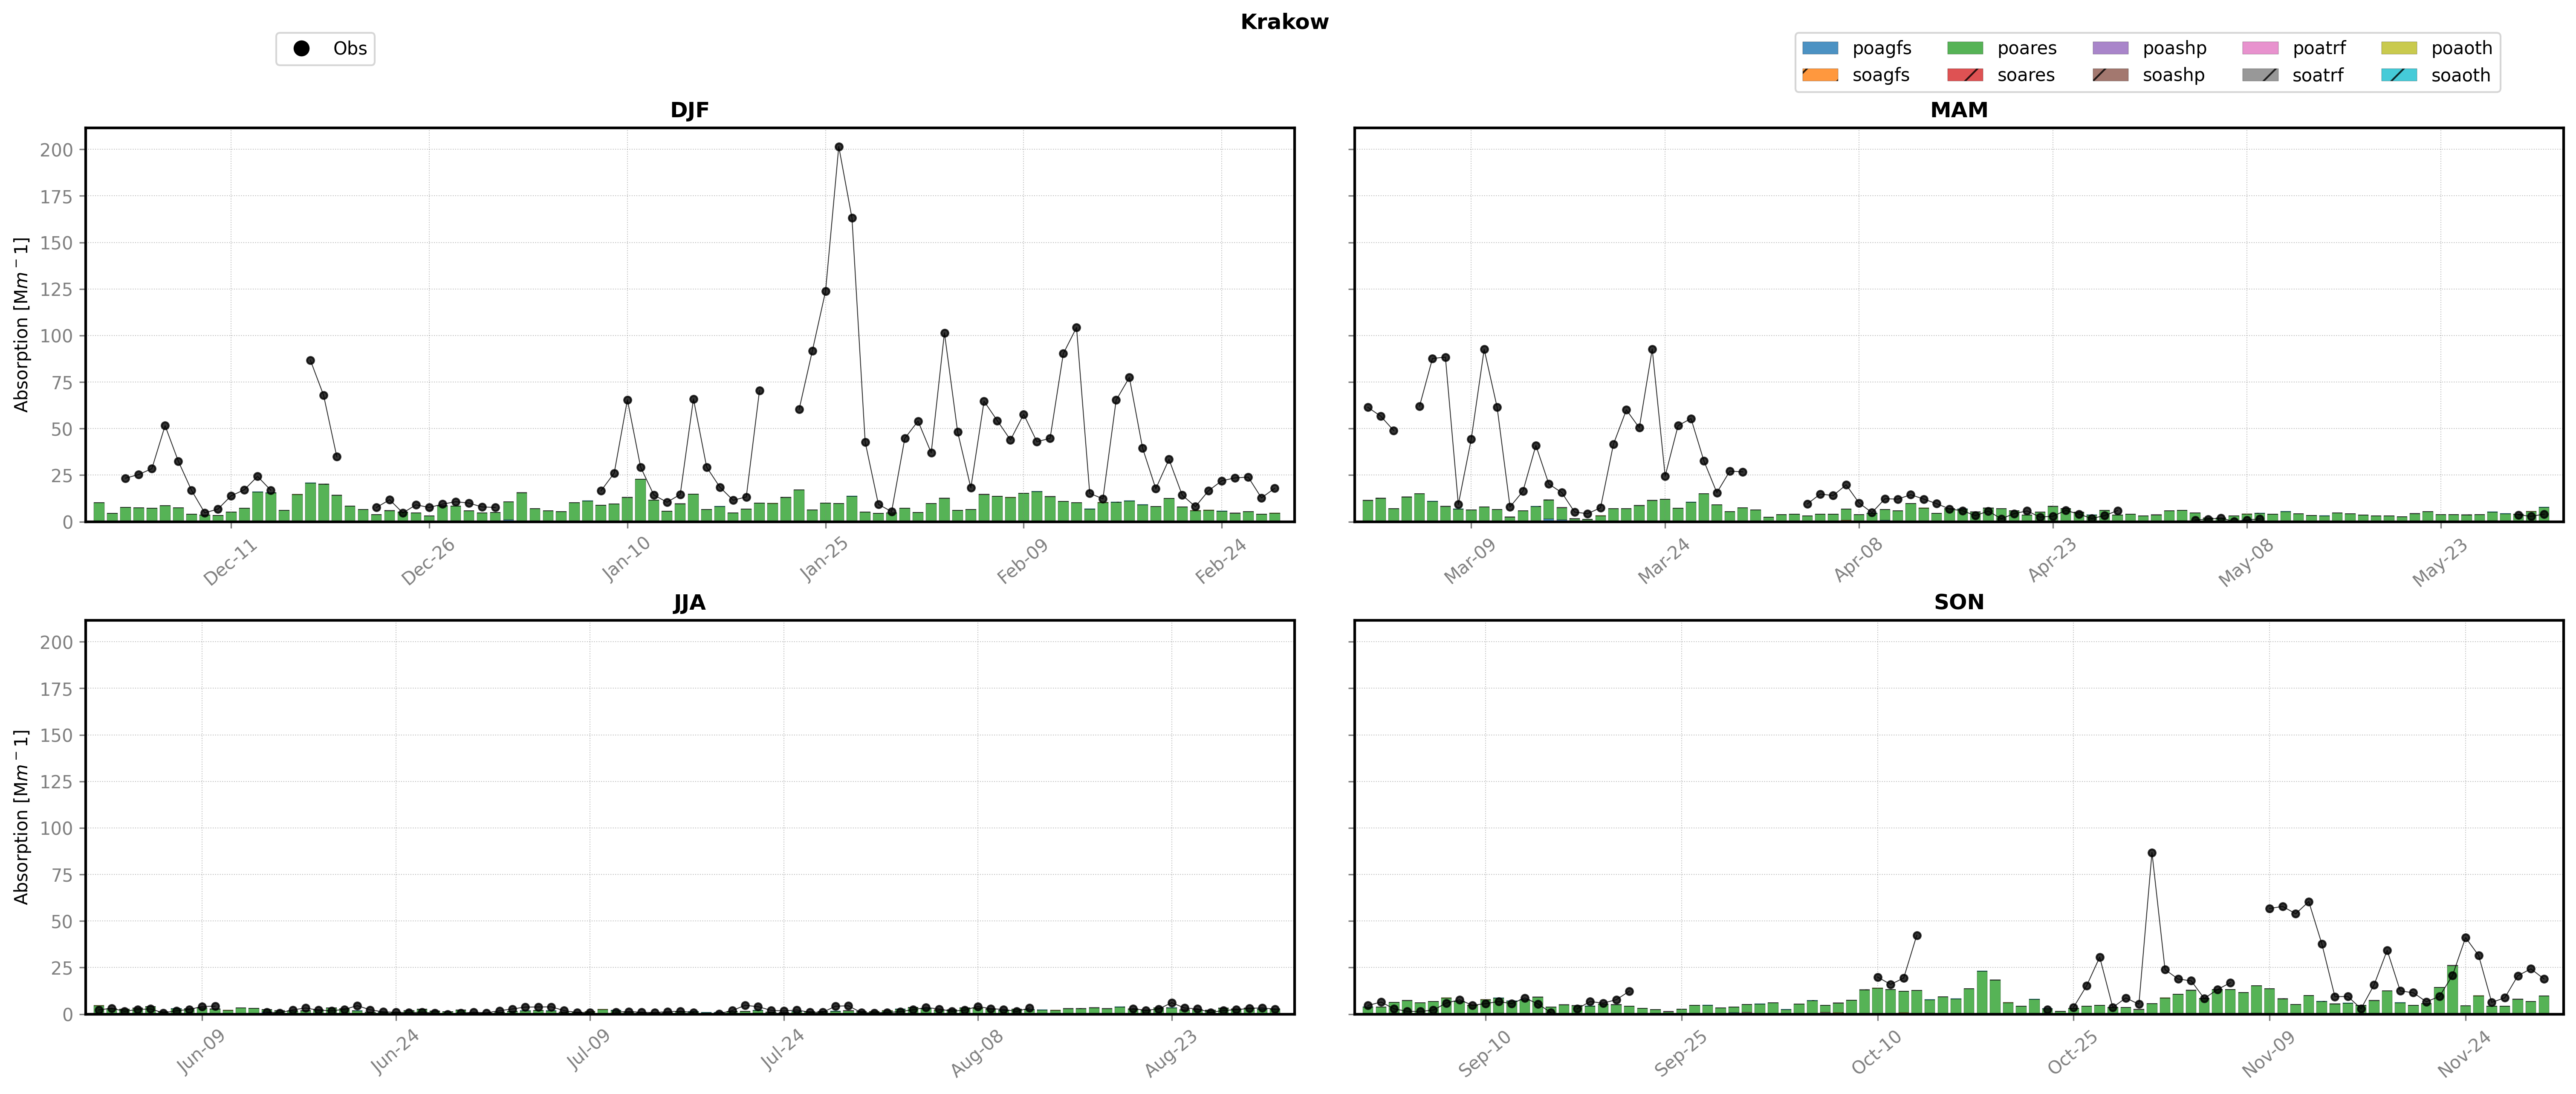 Krakow
Obs
poagfs poares poashp poatrf poaoth
soagfs soares soashp soatrf soaoth
DJF
MAM
Absorption [Mm^-1]
200
175
150
125
100
75
50
25
0
Dec-11 Dec-26 Jan-10 Jan-25 Feb-09 Feb-24
Mar-09 Mar-24 Apr-08 Apr-23 May-08 May-23
JJA
SON
Absorption [Mm^-1]
200
175
150
125
100
75
50
25
0
Jun-09 Jun-24 Jul-09 Jul-24 Aug-08 Aug-23
Sep-10 Sep-25 Oct-10 Oct-25 Nov-09 Nov-24